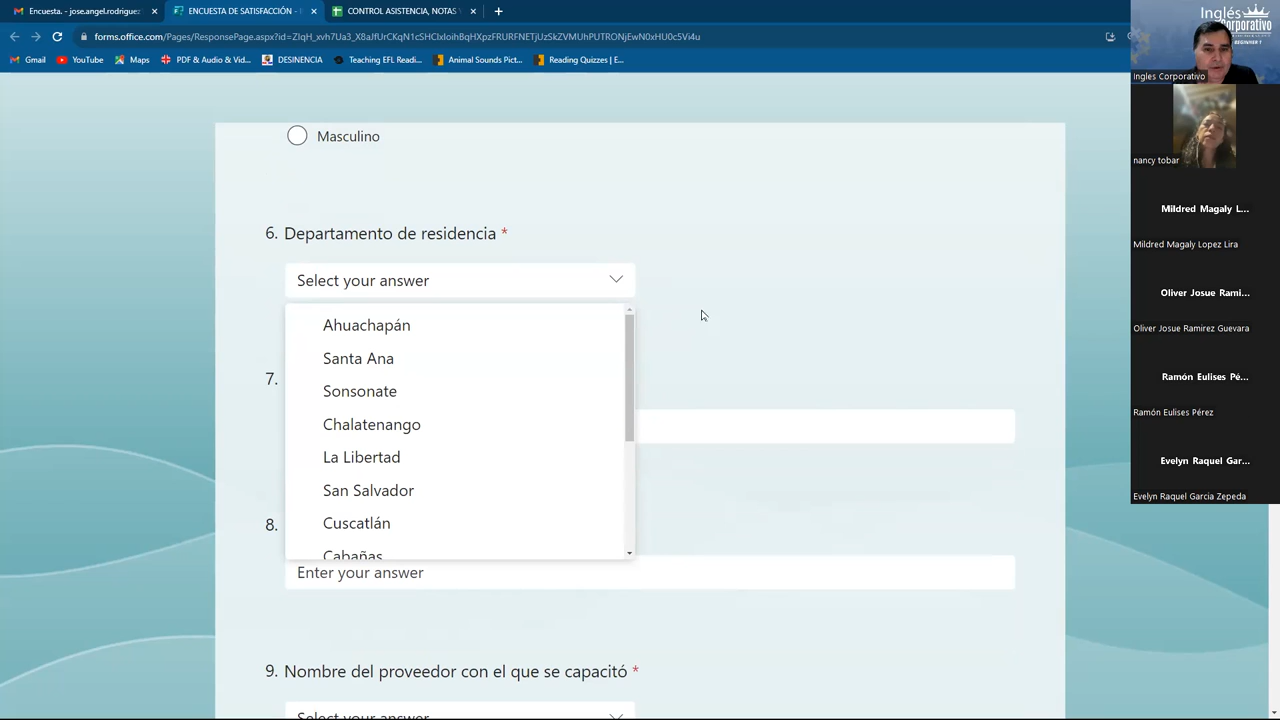 Encuesta. - jose.angel.rodriguez
ENCUESTA DE SATISFACCIÓN -
CONTROL ASISTENCIA, NOTAS Y
forms.office.com/Pages/ResponsePage.aspx?id=ZIqH_xvh7Ua3_X8aJfUrCKqN1cSHCIxIoihBqHXpzFRURFNETjUzSkZVMUhPUTRONjEwN0xHU0c5Vi4u
Gmail
YouTube
Maps
PDF & Audio & Vid...
DESINENCIA
Teaching EFL Readi...
Animal Sounds Pict...
Reading Quizzes | E...
Masculino
6. Departamento de residencia *
Select your answer
Ahuachapán
Santa Ana
Sonsonate
Chalatenango
La Libertad
San Salvador
Cuscatlán
Cabañas
7.
8.
Enter your answer
9. Nombre del proveedor con el que se capacitó *
Select your answer
Inglés
Corporativo
BEGINNER 1
Ingles Corporativo
nancy tobar
Mildred Magaly L...
Mildred Magaly Lopez Lira
Oliver Josue Rami...
Oliver Josue Ramirez Guevara
Ramón Eulises Pé...
Ramón Eulises Pérez
Evelyn Raquel Gar...
Evelyn Raquel Garcia Zepeda